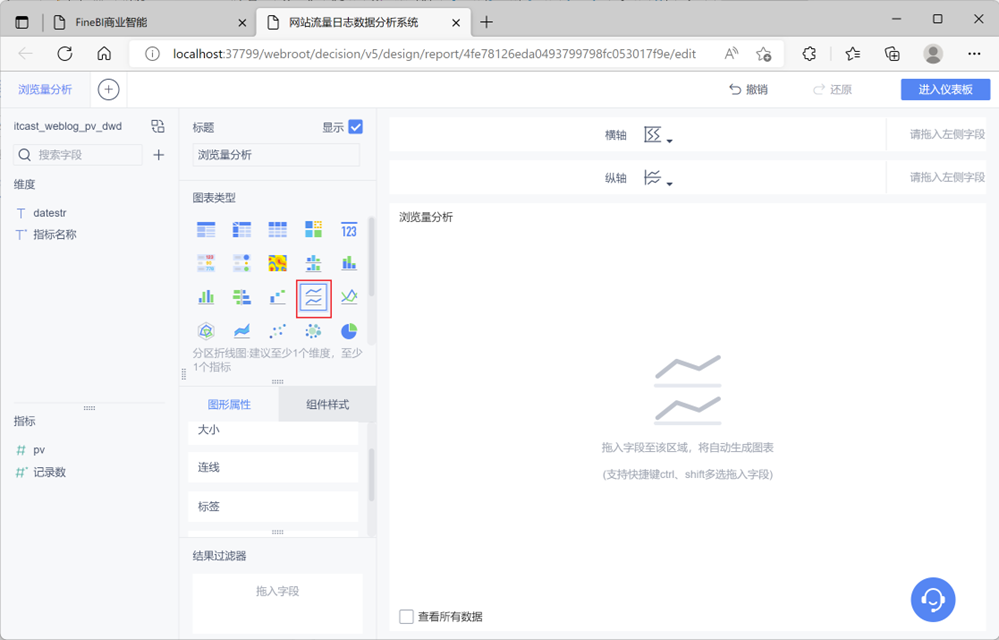 FineBI商业智能
网站流量日志数据分析系统
localhost:37799/webroot/decision/v5/design/report/4fe78126eda0493799798fc053017f9e/edit
浏览量分析
撤销
还原
进入仪表板
itcast_weblog_pv_dwd
搜索字段
维度
datestr
指标名称
指标
pv
记录数
标题
显示
浏览量分析
图表类型
123
分区折线图:建议至少1个维度，至少
1个指标
图形属性
组件样式
大小
连线
标签
结果过滤器
拖入字段
横轴
请拖入左侧字段
纵轴
请拖入左侧字段
浏览量分析
拖入字段至该区域，将自动生成图表
(支持快捷键ctrl、shift多选拖入字段)
查看所有数据